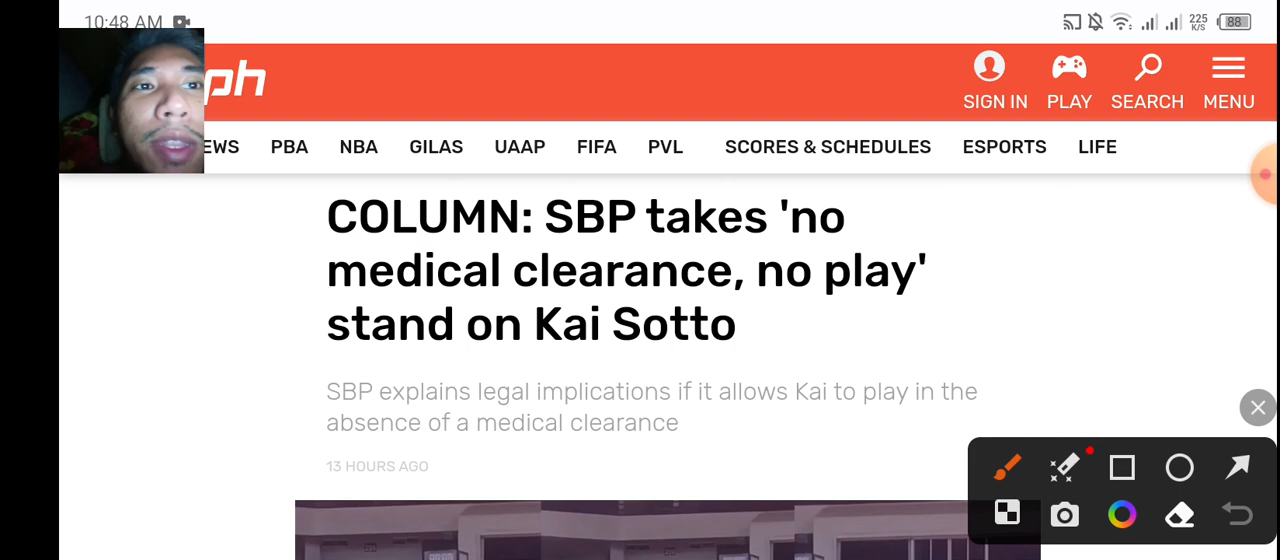 10:48 AM
225
K/S
88
ph
SIGN IN
PLAY
SEARCH
MENU
EWS
PBA
NBA
GILAS
UAAP
FIFA
PVL
SCORES & SCHEDULES
ESPORTS
LIFE
COLUMN: SBP takes 'no
medical clearance, no play'
stand on Kai Sotto
SBP explains legal implications if it allows Kai to play in the
absence of a medical clearance
13 HOURS AGO